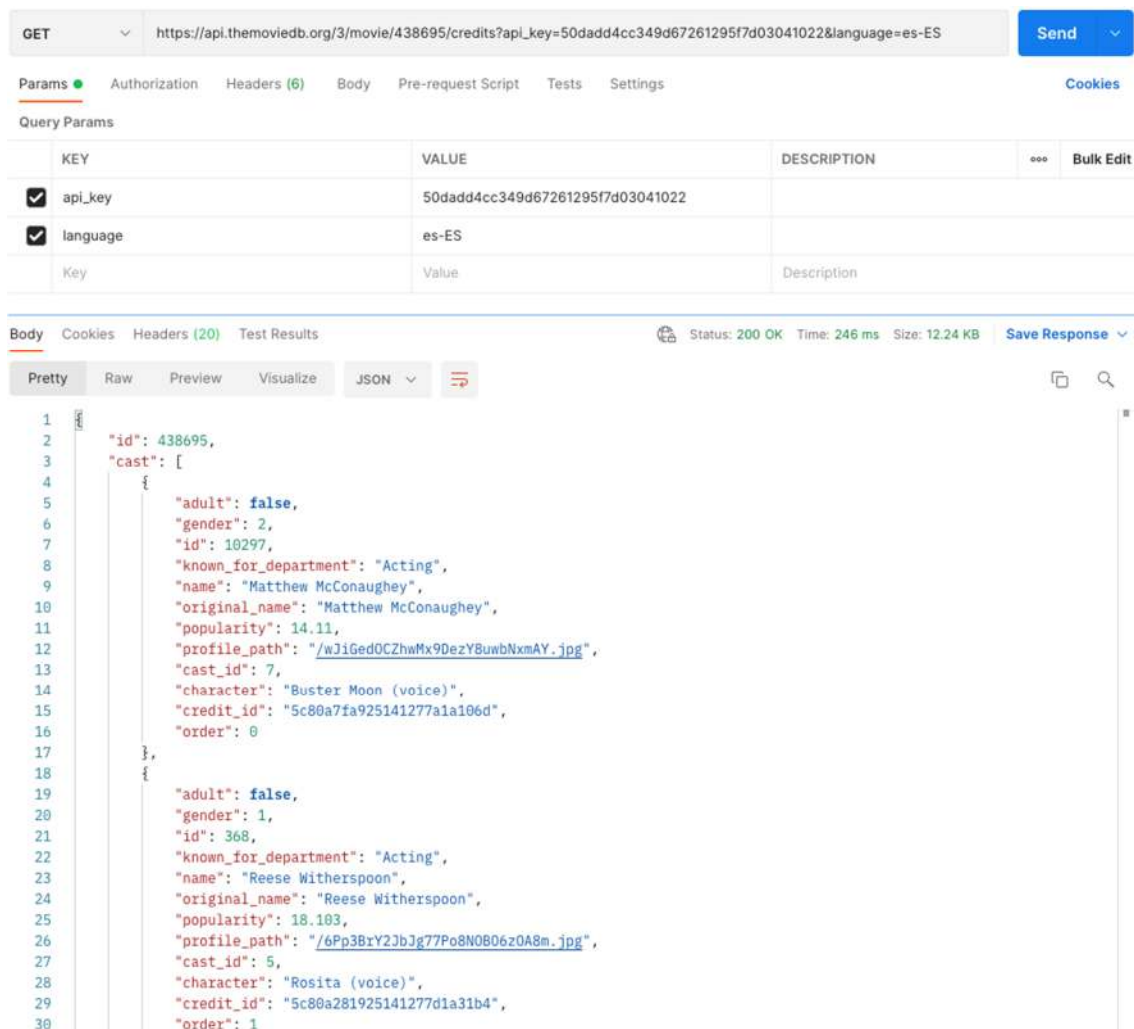 GET https://api.themoviedb.org/3/movie/438695/credits?api_key=50dadd4cc349d67261295f7d03041022&language=es-ES Send
Params Authorization Headers (6) Body Pre-request Script Tests Settings Cookies
Query Params
KEY VALUE DESCRIPTION ooo Bulk Edit
api_key 50dadd4cc349d67261295f7d03041022
language es-ES
Key Value Description
Body Cookies Headers (20) Test Results Status: 200 OK Time: 246 ms Size: 12.24 KB Save Response
Pretty Raw Preview Visualize JSON
1 {
2 "id": 438695,
3 "cast": [
4 {
5 "adult": false,
6 "gender": 2,
7 "id": 10297,
8 "known_for_department": "Acting",
9 "name": "Matthew McConaughey",
10 "original_name": "Matthew McConaughey",
11 "popularity": 14.11,
12 "profile_path": "/wJiGedOCZhwMx9DezY8uwbNxmAY.jpg",
13 "cast_id": 7,
14 "character": "Buster Moon (voice)",
15 "credit_id": "5c80a7fa925141277a1a106d",
16 "order": 0
17 },
18 {
19 "adult": false,
20 "gender": 1,
21 "id": 368,
22 "known_for_department": "Acting",
23 "name": "Reese Witherspoon",
24 "original_name": "Reese Witherspoon",
25 "popularity": 18.103,
26 "profile_path": "/6Pp3BrY2JbJg77Po8NOBO6zOA8m.jpg",
27 "cast_id": 5,
28 "character": "Rosita (voice)",
29 "credit_id": "5c80a281925141277d1a31b4",
30 "order": 1